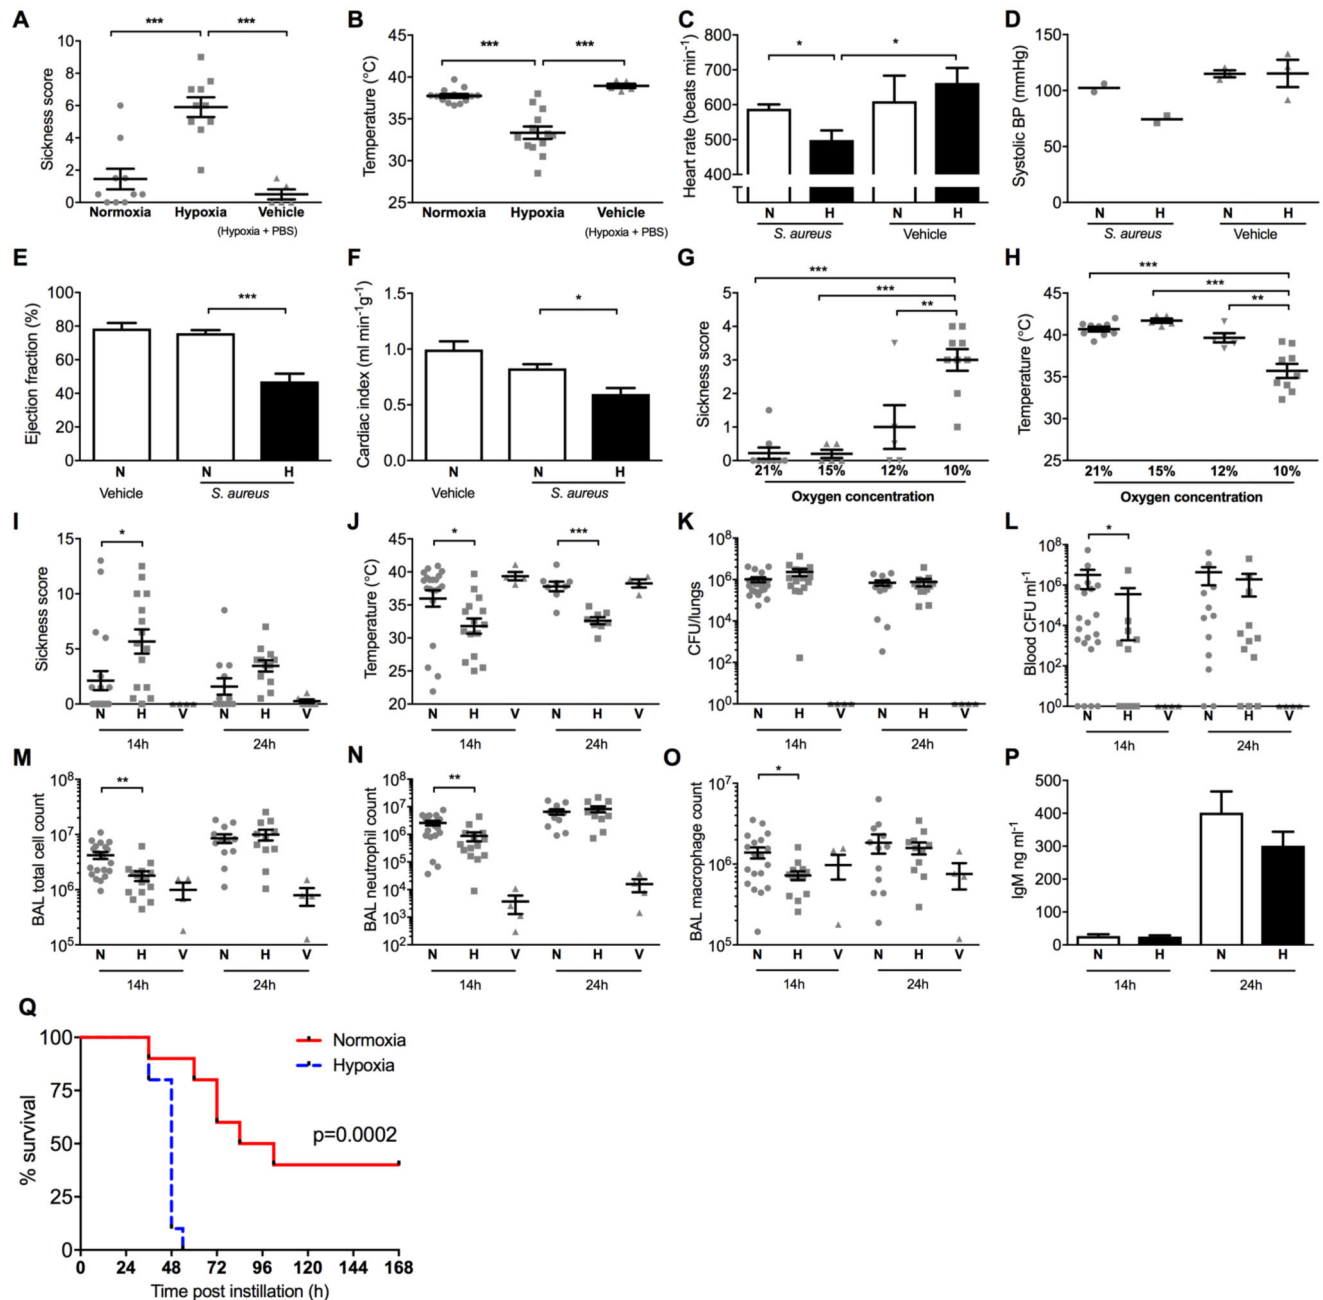 A
*** ***
Sickness score
10
8
6
4
2
0
Normoxia Hypoxia Vehicle
(Hypoxia + PBS)
B
*** ***
Temperature (°C)
45
40
35
30
25
Normoxia Hypoxia Vehicle
(Hypoxia + PBS)
C
* *
Heart rate (beats min⁻¹)
800
700
600
500
400
N H N H
S. aureus Vehicle
D
Systolic BP (mmHg)
150
100
50
0
N H N H
S. aureus Vehicle
E
***
Ejection fraction (%)
100
80
60
40
20
0
N N H
Vehicle S. aureus
F
*
Cardiac index (ml min⁻¹g⁻¹)
1.5
1.0
0.5
0.0
N N H
Vehicle S. aureus
G
***
***
**
Sickness score
5
4
3
2
1
0
21% 15% 12% 10%
Oxygen concentration
H
***
***
**
Temperature (°C)
45
40
35
30
25
21% 15% 12% 10%
Oxygen concentration
I
*
Sickness score
15
10
5
0
N H V N H V
14h 24h
J
* ***
Temperature (°C)
45
40
35
30
25
20
N H V N H V
14h 24h
K
CFU/lungs
10⁸
10⁶
10⁴
10²
10⁰
N H V N H V
14h 24h
L
*
Blood CFU ml⁻¹
10⁸
10⁶
10⁴
10²
10⁰
N H V N H V
14h 24h
M
**
BAL total cell count
10⁸
10⁷
10⁶
10⁵
N H V N H V
14h 24h
N
**
BAL neutrophil count
10⁸
10⁷
10⁶
10⁵
10⁴
10³
10²
N H V N H V
14h 24h
O
*
BAL macrophage count
10⁷
10⁶
10⁵
N H V N H V
14h 24h
P
IgM ng ml⁻¹
500
400
300
200
100
0
N H N H
14h 24h
Q
Normoxia
Hypoxia
p=0.0002
% survival
100
75
50
25
0
0 24 48 72 96 120 144 168
Time post instillation (h)